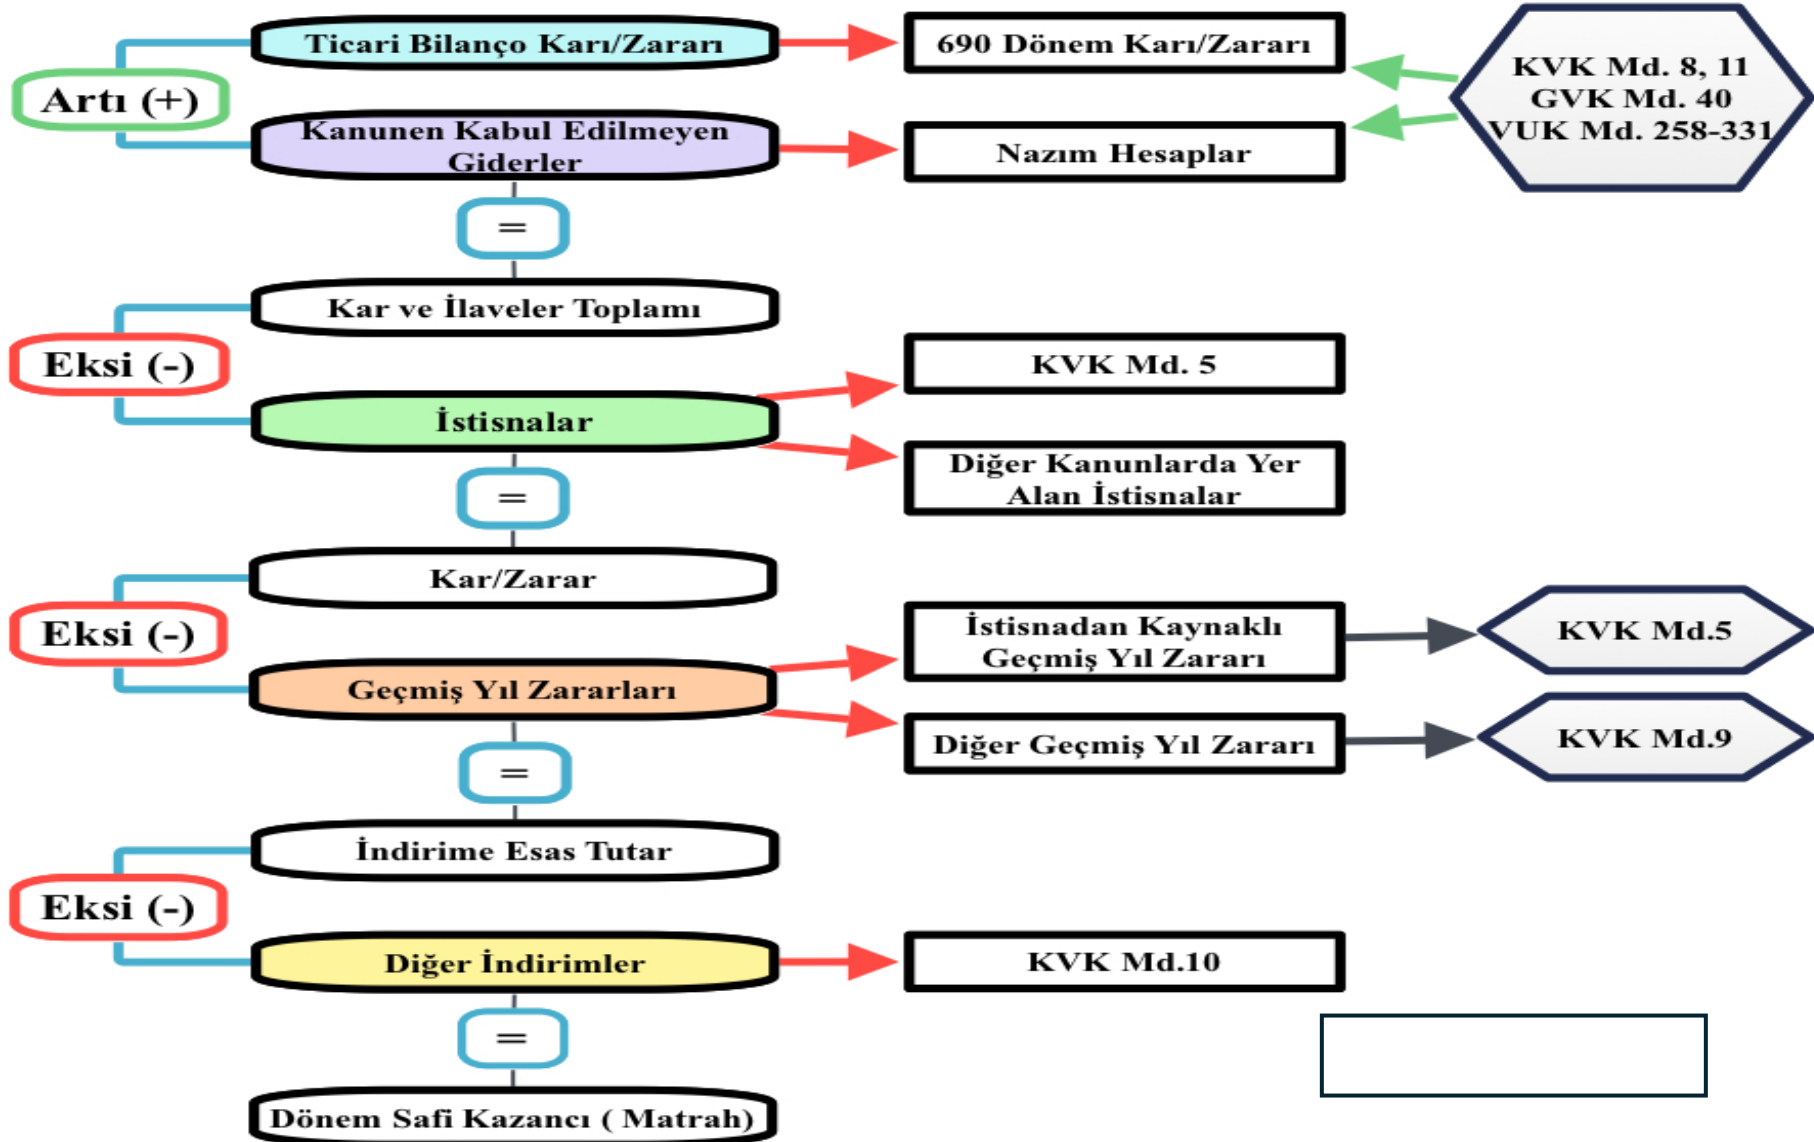 Ticari Bilanço Karı/Zararı
690 Dönem Karı/Zararı
KVK Md. 8, 11
GVK Md. 40
VUK Md. 258-331
Artı (+)
Kanunen Kabul Edilmeyen
Giderler
Nazım Hesaplar
=
Kar ve İlaveler Toplamı
Eksi (-)
KVK Md. 5
İstisnalar
Diğer Kanunlarda Yer
Alan İstisnalar
=
Kar/Zarar
Eksi (-)
İstisnadan Kaynaklı
Geçmiş Yıl Zararı
KVK Md.5
Geçmiş Yıl Zararları
Diğer Geçmiş Yıl Zararı
KVK Md.9
=
İndirime Esas Tutar
Eksi (-)
Diğer İndirimler
KVK Md.10
=
Dönem Safi Kazancı ( Matrah)